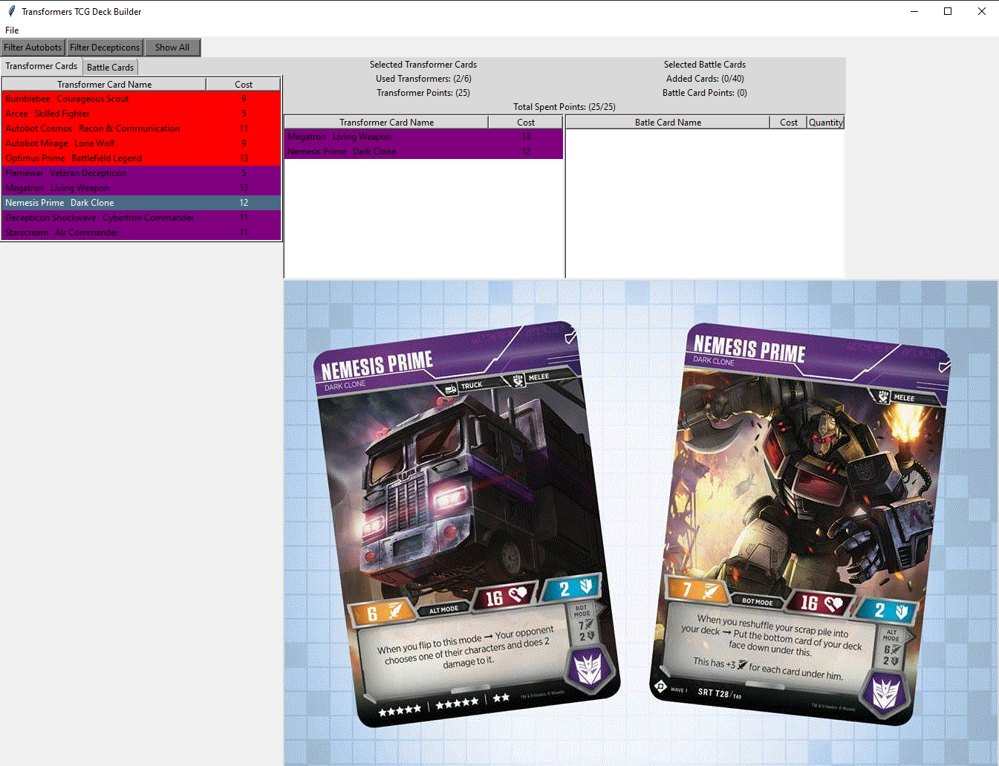 Transformers TCG Deck Builder
File
Filter Autobots Filter Decepticons Show All
Transformer Cards Battle Cards
Transformer Card Name Cost
Bumblebee Courageous Scout 9
Arcee Skilled Fighter 5
Autobot Cosmos Recon & Communication 11
Autobot Mirage Lone Wolf 9
Optimus Prime Battlefield Legend 13
Flamewar Veteran Decepticon 5
Megatron Living Weapon 13
Nemesis Prime Dark Clone 12
Decepticon Shockwave Cybertron Commander 11
Starscream Air Commander 11
Selected Transformer Cards
Used Transformers: (2/6)
Transformer Points: (25)
Selected Battle Cards
Added Cards: (0/40)
Battle Card Points: (0)
Total Spent Points: (25/25)
Transformer Card Name Cost
Megatron Living Weapon 13
Nemesis Prime Dark Clone 12
Batle Card Name Cost Quantity
NEMESIS PRIME
DARK CLONE
TRUCK MELEE
6 ALT MODE 16 2
BOT
MODE
7
2
When you flip to this mode → Your opponent
chooses one of their characters and does 2
damage to it.
TM & © Hasbro. © Wizards.
NEMESIS PRIME
DARK CLONE
MELEE
7 BOT MODE 16 2
ALT
MODE
6
2
When you reshuffle your scrap pile into
your deck → Put the bottom card of your deck
face down under this.
This has +3 for each card under him.
WAVE 1 SRT T28/T40
TM & © Hasbro. © Wizards.